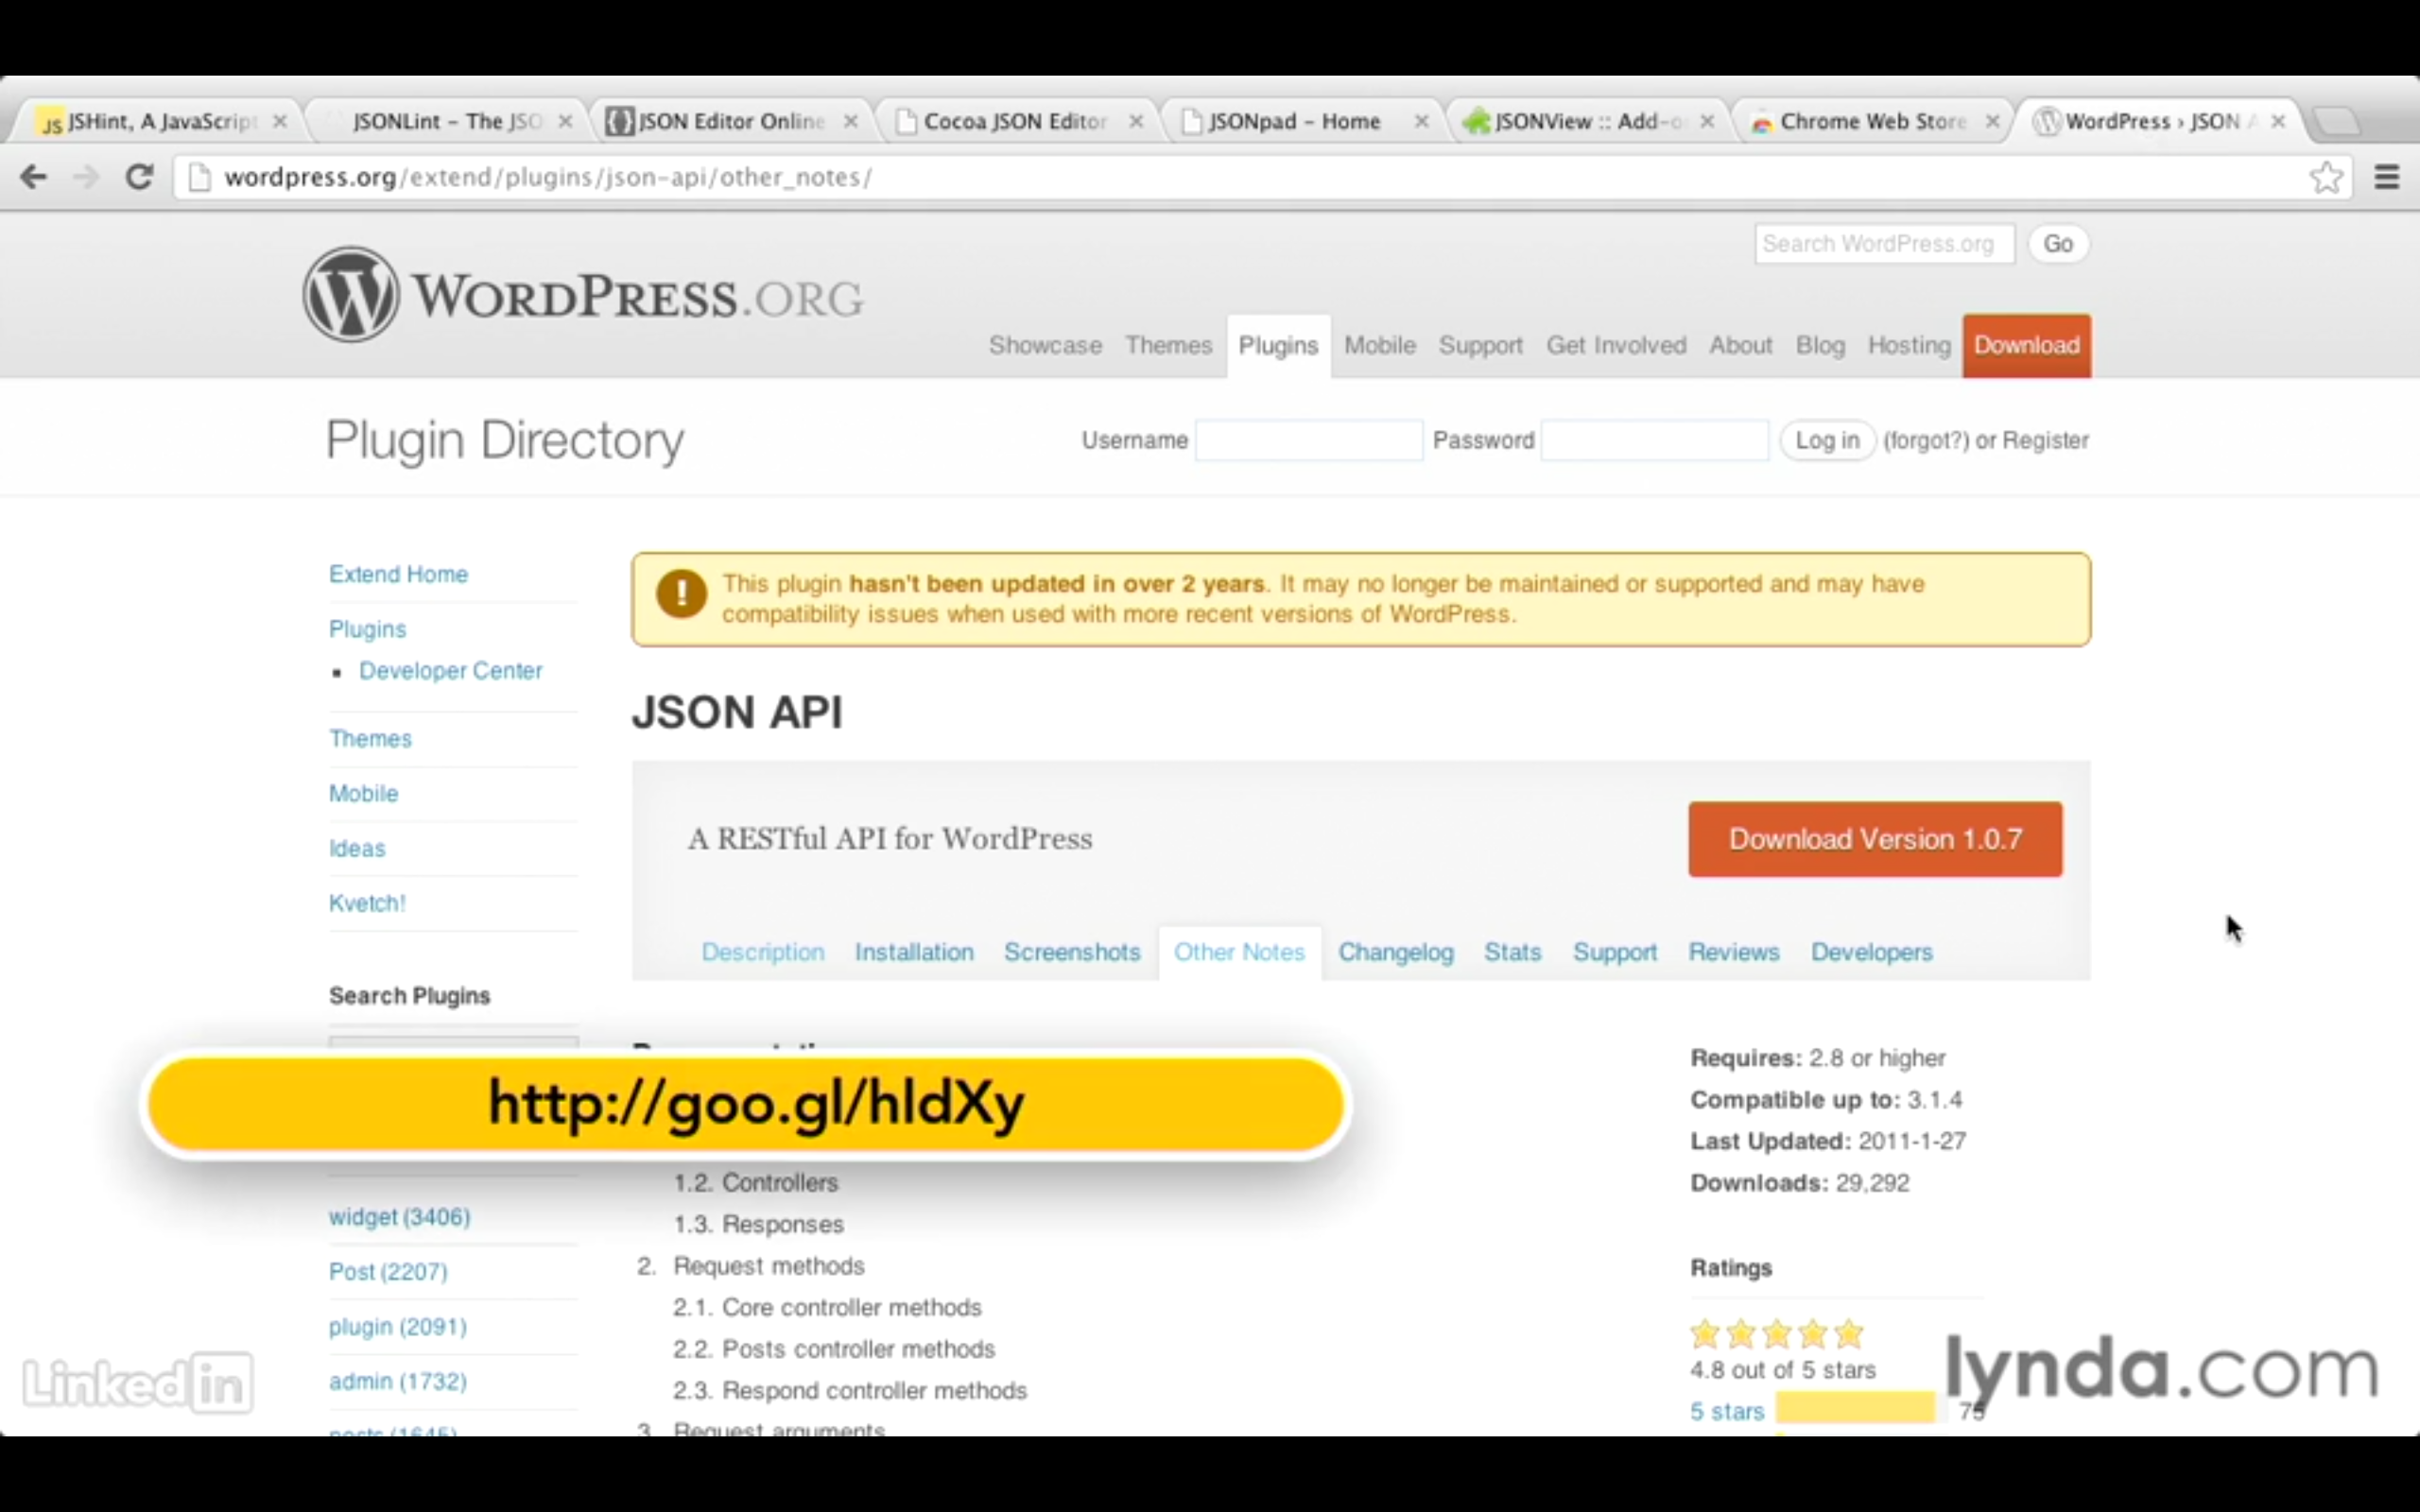 JSHint, A JavaScript
JSONLint – The JSO
JSON Editor Online
Cocoa JSON Editor
JSONpad – Home
JSONView :: Add-o
Chrome Web Store
WordPress › JSON A
wordpress.org/extend/plugins/json-api/other_notes/
Search WordPress.org
Go
WORDPRESS.ORG
Showcase Themes Plugins Mobile Support Get Involved About Blog Hosting Download
Plugin Directory
Username
Password
Log in (forgot?) or Register
Extend Home
Plugins
Developer Center
Themes
Mobile
Ideas
Kvetch!
Search Plugins
widget (3406)
Post (2207)
plugin (2091)
admin (1732)
posts (1645)
This plugin hasn't been updated in over 2 years. It may no longer be maintained or supported and may have
compatibility issues when used with more recent versions of WordPress.
JSON API
A RESTful API for WordPress
Download Version 1.0.7
Description Installation Screenshots Other Notes Changelog Stats Support Reviews Developers
http://goo.gl/hldXy
1.2. Controllers
1.3. Responses
2. Request methods
2.1. Core controller methods
2.2. Posts controller methods
2.3. Respond controller methods
3. Request arguments
Requires: 2.8 or higher
Compatible up to: 3.1.4
Last Updated: 2011-1-27
Downloads: 29,292
Ratings
4.8 out of 5 stars
5 stars
LinkedIn
lynda.com